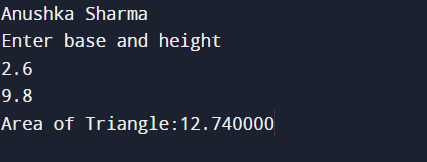 Anushka Sharma
Enter base and height
2.6
9.8
Area of Triangle:12.740000